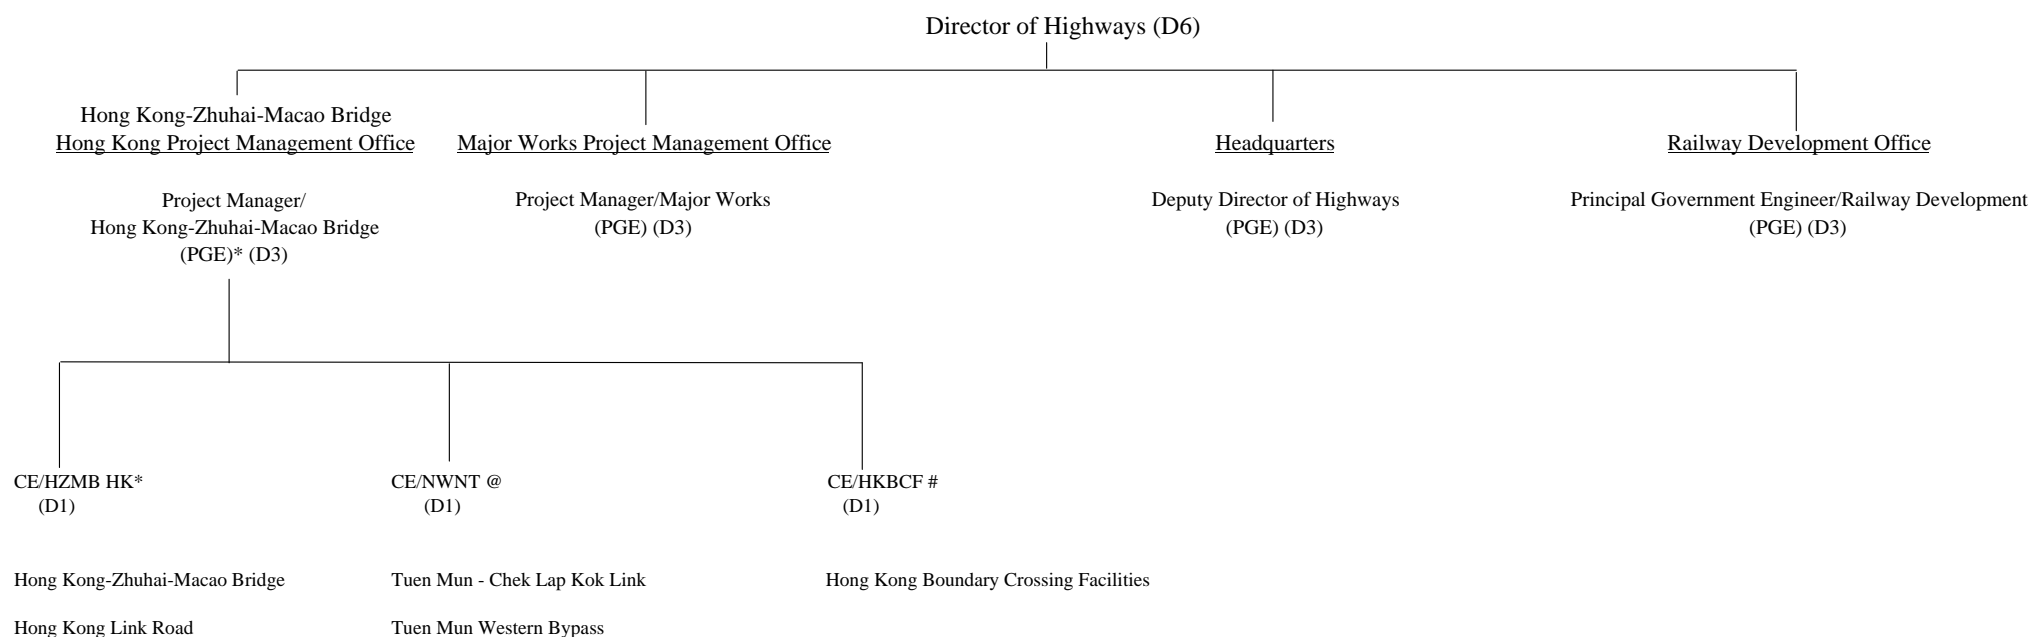 Director of Highways (D6)
Hong Kong-Zhuhai-Macao Bridge
Hong Kong Project Management Office
Major Works Project Management Office
Headquarters
Railway Development Office
Project Manager/
Hong Kong-Zhuhai-Macao Bridge
(PGE)* (D3)
Project Manager/Major Works
(PGE) (D3)
Deputy Director of Highways
(PGE) (D3)
Principal Government Engineer/Railway Development
(PGE) (D3)
CE/HZMB HK*
(D1)
CE/NWNT @
(D1)
CE/HKBCF #
(D1)
Hong Kong-Zhuhai-Macao Bridge
Hong Kong Link Road
Tuen Mun - Chek Lap Kok Link
Tuen Mun Western Bypass
Hong Kong Boundary Crossing Facilities